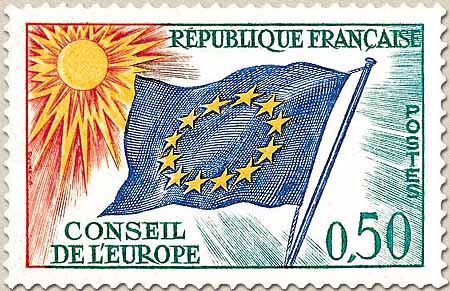 RÉPUBLIQUE FRANÇAISE
POSTES
CONSEIL
DE L'EUROPE
0,50